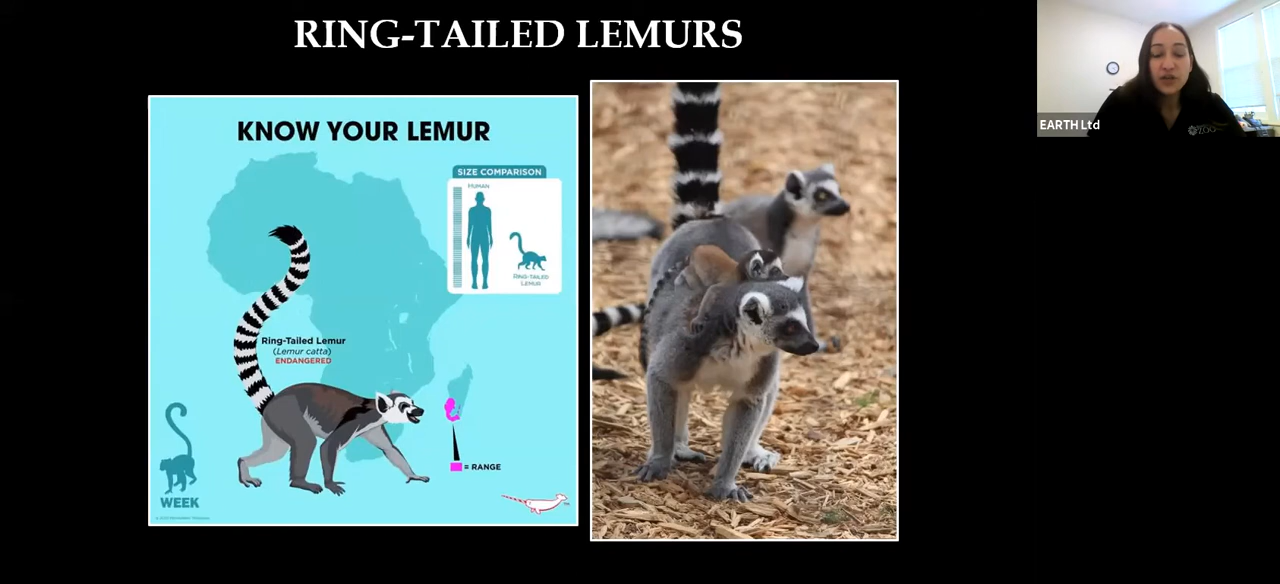 RING-TAILED LEMURS
KNOW YOUR LEMUR
SIZE COMPARISON
HUMAN
RING-TAILED
LEMUR
Ring-Tailed Lemur
(Lemur catta)
ENDANGERED
= RANGE
WEEK
EARTH Ltd
ZOO